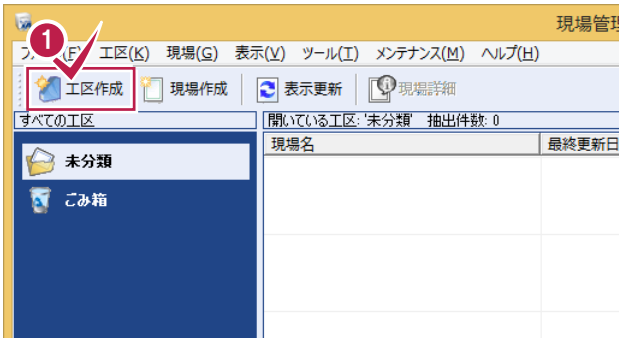 現場管理
1
ファイル(F) 工区(K) 現場(G) 表示(V) ツール(T) メンテナンス(M) ヘルプ(H)
工区作成 現場作成 表示更新 現場詳細
すべての工区 開いている工区: '未分類' 抽出件数: 0
現場名 最終更新日
未分類
ごみ箱